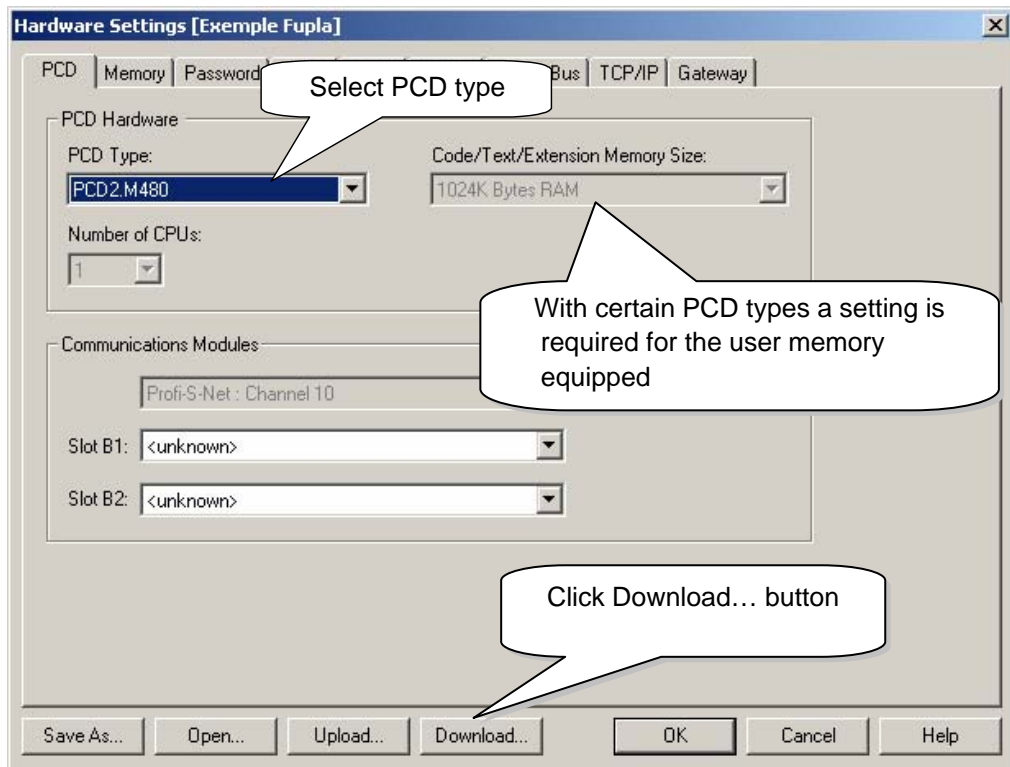 Hardware Settings [Exemple Fupla]
PCD Memory Password Bus TCP/IP Gateway
Select PCD type
PCD Hardware
PCD Type: Code/Text/Extension Memory Size:
PCD2.M480 1024K Bytes RAM
Number of CPUs:
1
With certain PCD types a setting is
required for the user memory
equipped
Communications Modules
Profi-S-Net : Channel 10
Slot B1: <unknown>
Slot B2: <unknown>
Click Download… button
Save As... Open... Upload... Download... OK Cancel Help